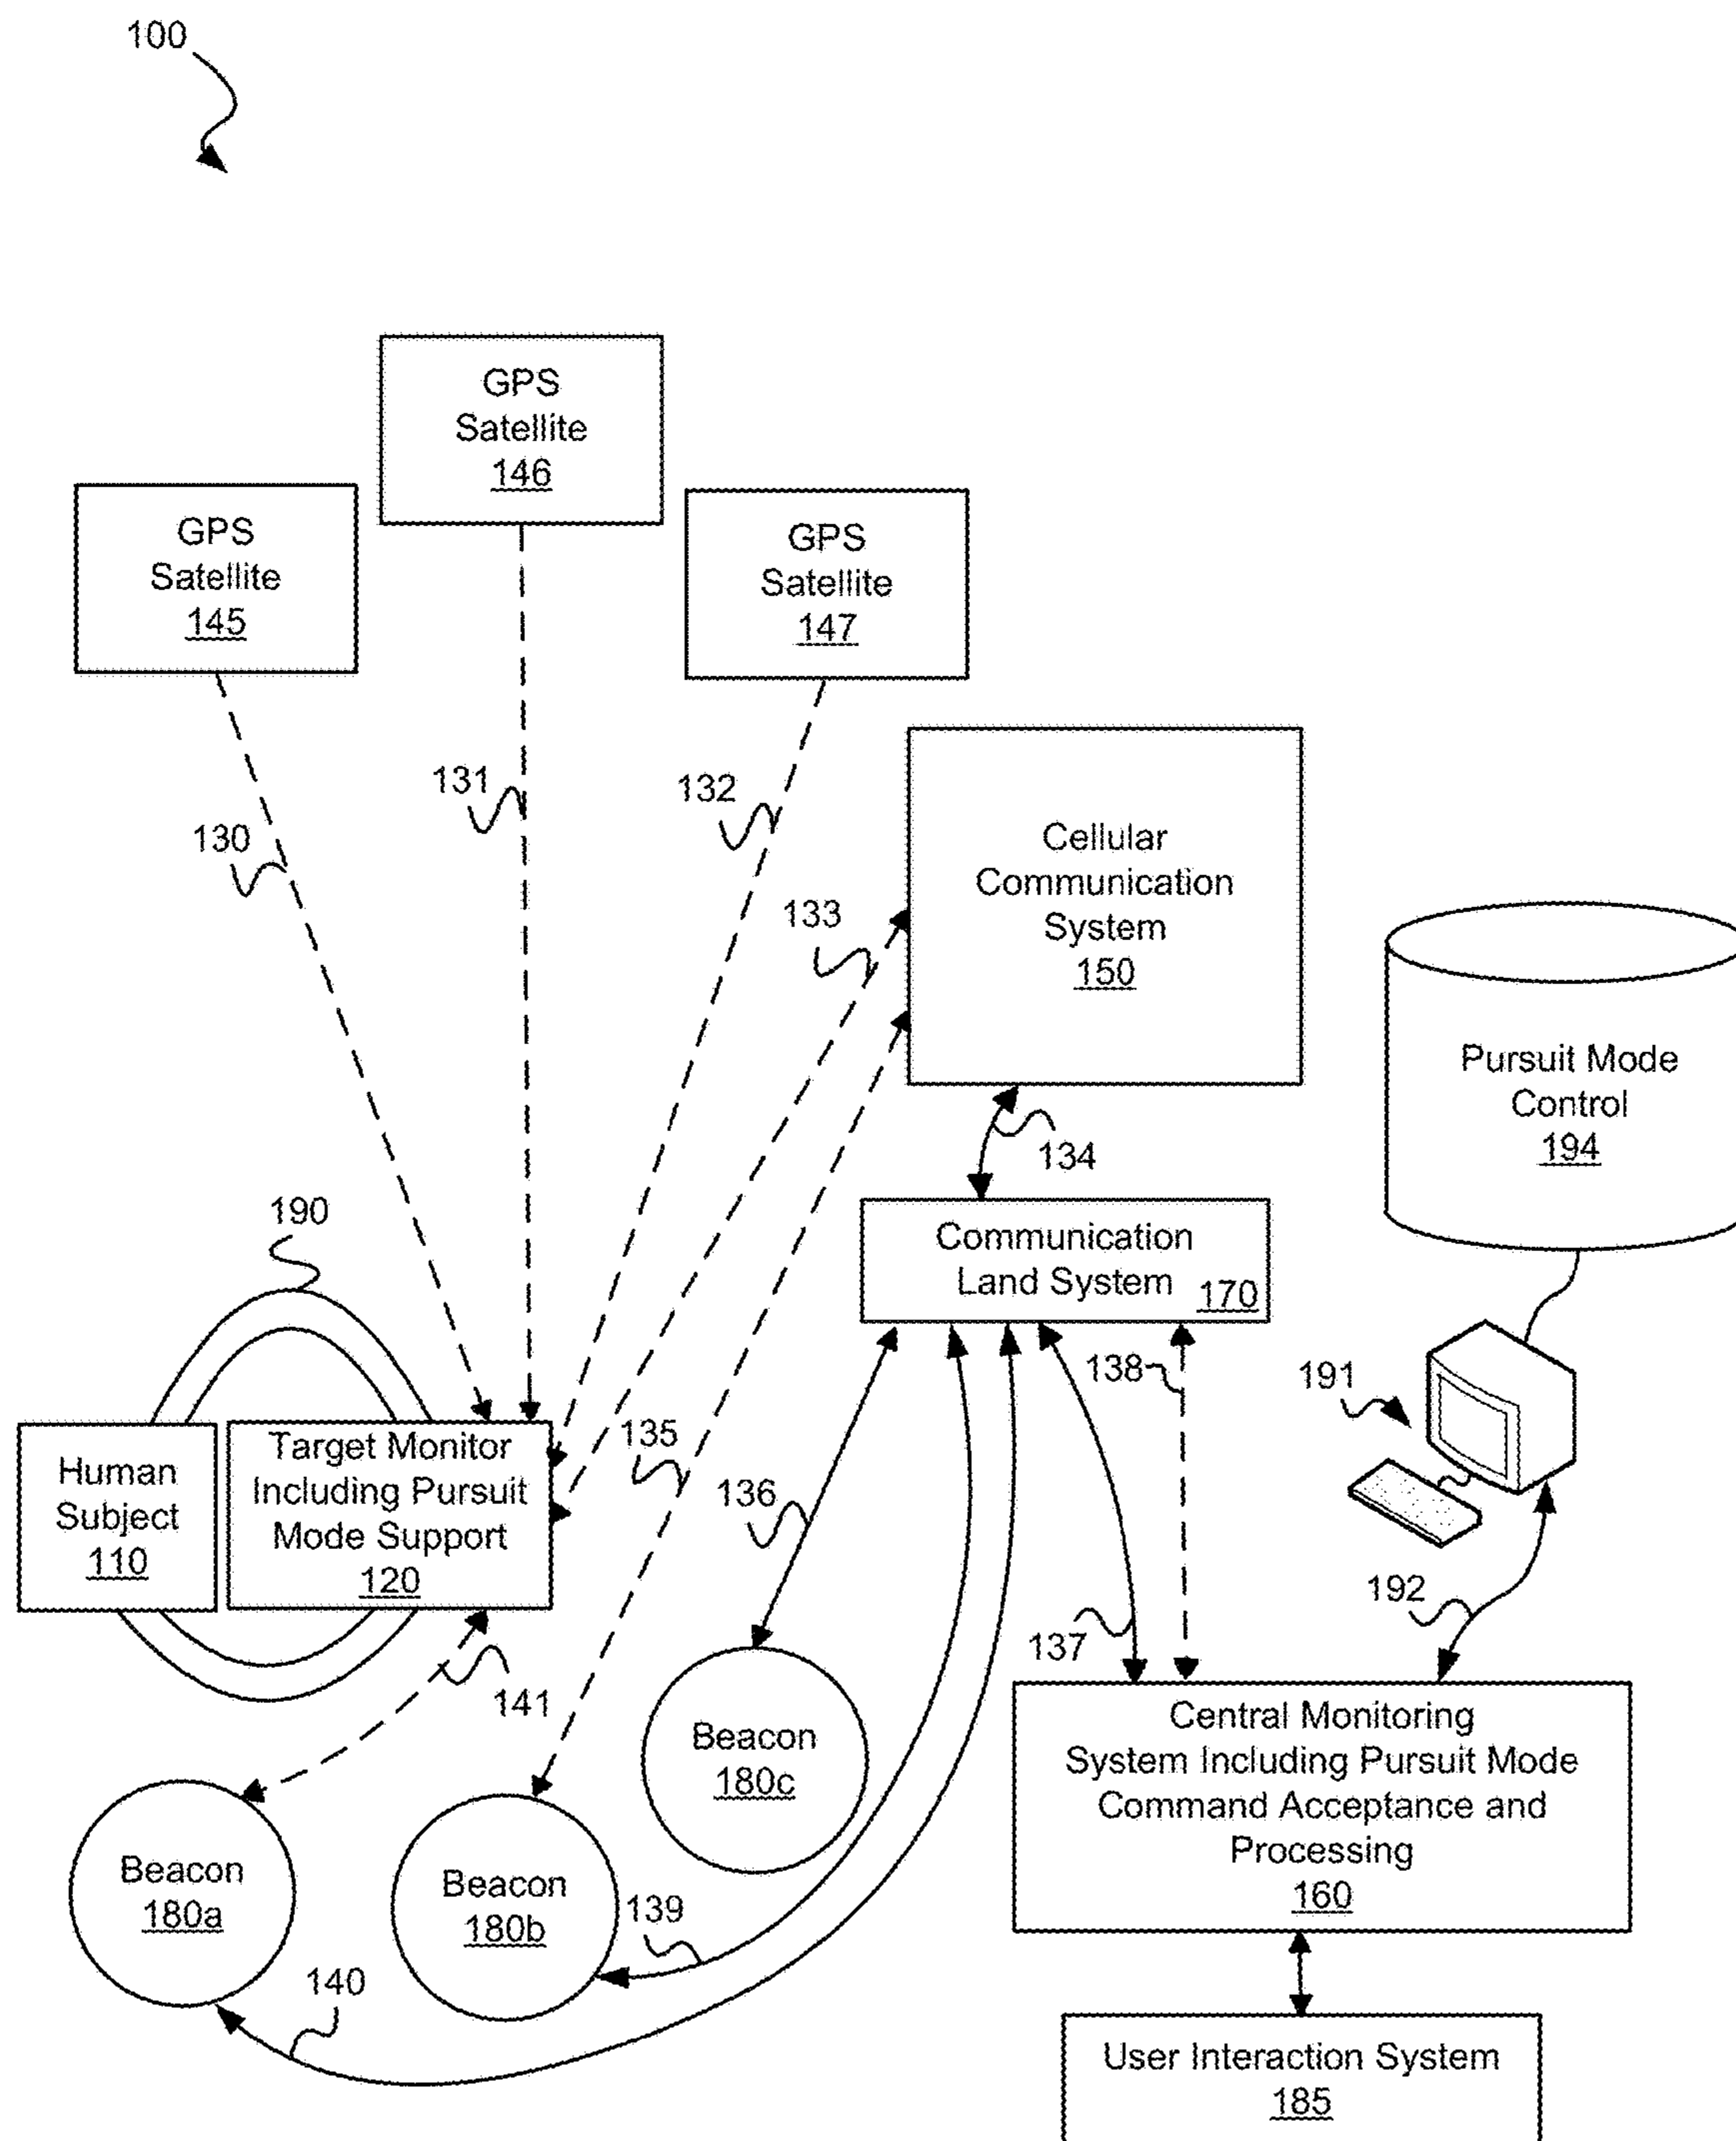 100
GPS
Satellite
146
GPS
Satellite
145
GPS
Satellite
147
131
132
130
Cellular
Communication
System
150
133
Pursuit Mode
Control
194
134
190
Communication
Land System
170
138
191
135
Target Monitor
Including Pursuit
Mode Support
120
Human
Subject
110
136
192
137
141
Central Monitoring
System Including Pursuit Mode
Command Acceptance and
Processing
160
Beacon
180c
Beacon
180a
Beacon
180b
139
140
User Interaction System
185